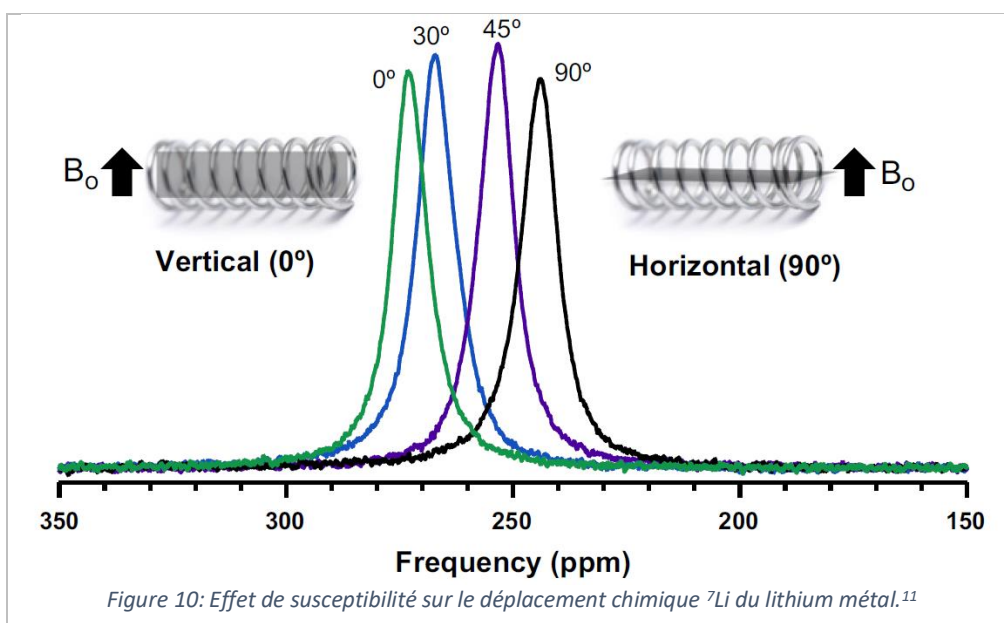 0º
30º
45º
90º
Bo
Vertical (0º)
Bo
Horizontal (90º)
350
300
250
200
150
Frequency (ppm)
Figure 10: Effet de susceptibilité sur le déplacement chimique ⁷Li du lithium métal.¹¹